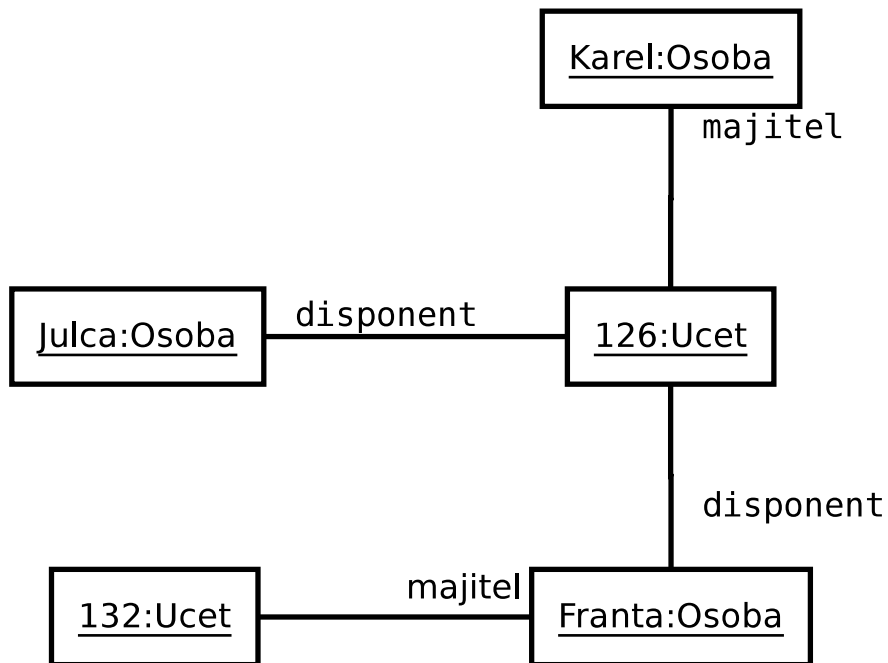 Karel:Osoba
majitel
Julca:Osoba
disponent
126:Ucet
disponent
132:Ucet
majitel
Franta:Osoba